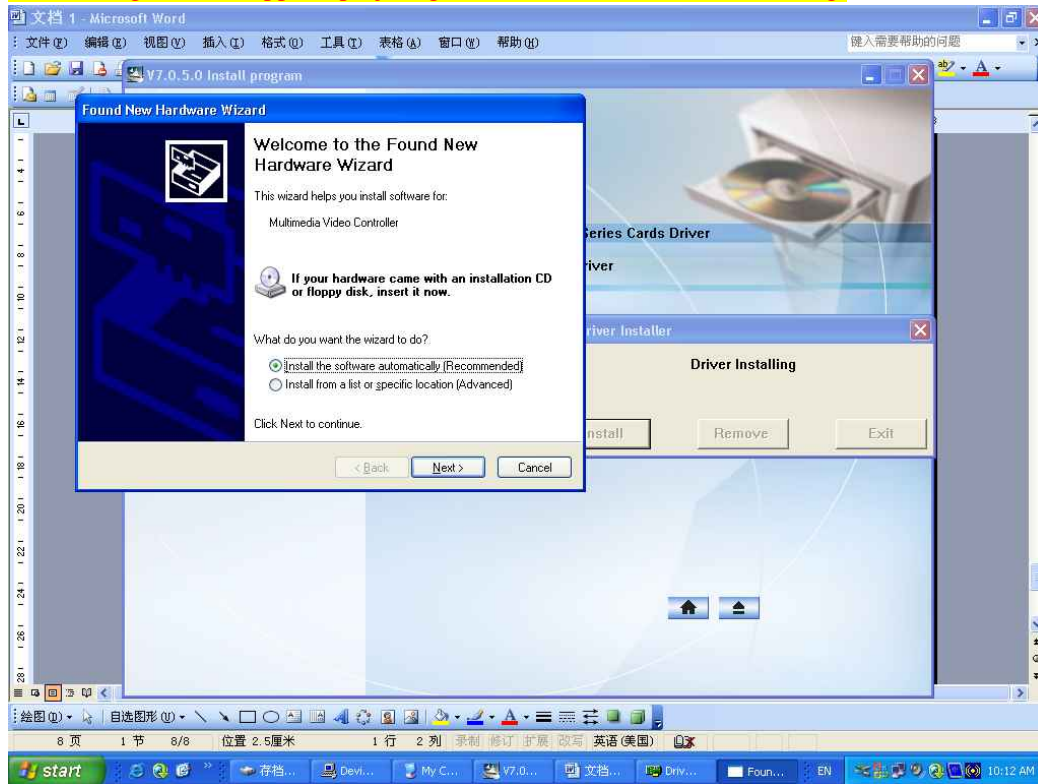 文档 1 - Microsoft Word
文件(F) 编辑(E) 视图(V) 插入(I) 格式(O) 工具(T) 表格(A) 窗口(W) 帮助(H) 键入需要帮助的问题
V7.0.5.0 Install program
Found New Hardware Wizard
Welcome to the Found New
Hardware Wizard
This wizard helps you install software for:
Multimedia Video Controller
If your hardware came with an installation CD
or floppy disk, insert it now.
What do you want the wizard to do?
Install the software automatically (Recommended)
Install from a list or specific location (Advanced)
Click Next to continue.
< Back Next > Cancel
eries Cards Driver
river
river Installer
Driver Installing
nstall Remove Exit
绘图(D) 自选图形(U)
8 页 1 节 8/8 位置 2.5厘米 1 行 2 列 录制 修订 扩展 改写 英语(美国)
start 存档... Devi... My C... V7.0... 文档... Driv... Foun... EN 10:12 AM